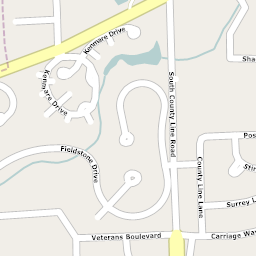 Kenmare Drive
Kenmare Drive
Sha
South County Line Road
Pos
Fieldstone Drive
County Line Lane
Stir
Surrey L
Veterans Boulevard
Carriage Way